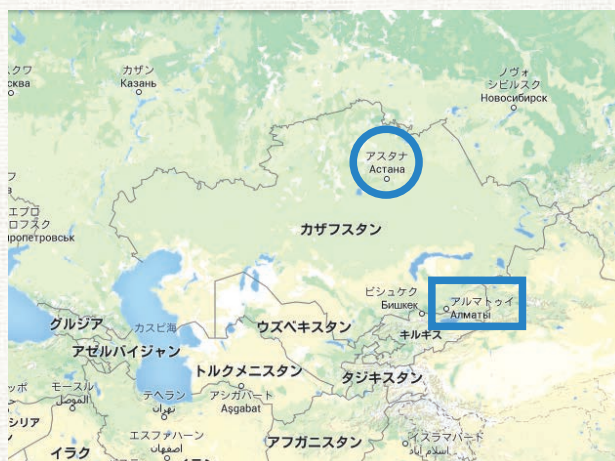 スクワ
сква
カザン
Казань
ノヴォ
シビルスク
Новосибирск
アスタナ
Астана
エプロ
ロフスク
カザフスタン
ビシュケク
Бишкек
アルマトゥイ
Алматы
キルギス
グルジア
カスピ海
ウズベキスタン
アゼルバイジャン
トルクメニスタン
タジキスタン
モースル
الموصل
テヘラン
تهران
アシガバート
Aşgabat
シリア
エスファハーン
اصفهان
アフガニスタン
イスラマバード
اسلام آباد
イラク